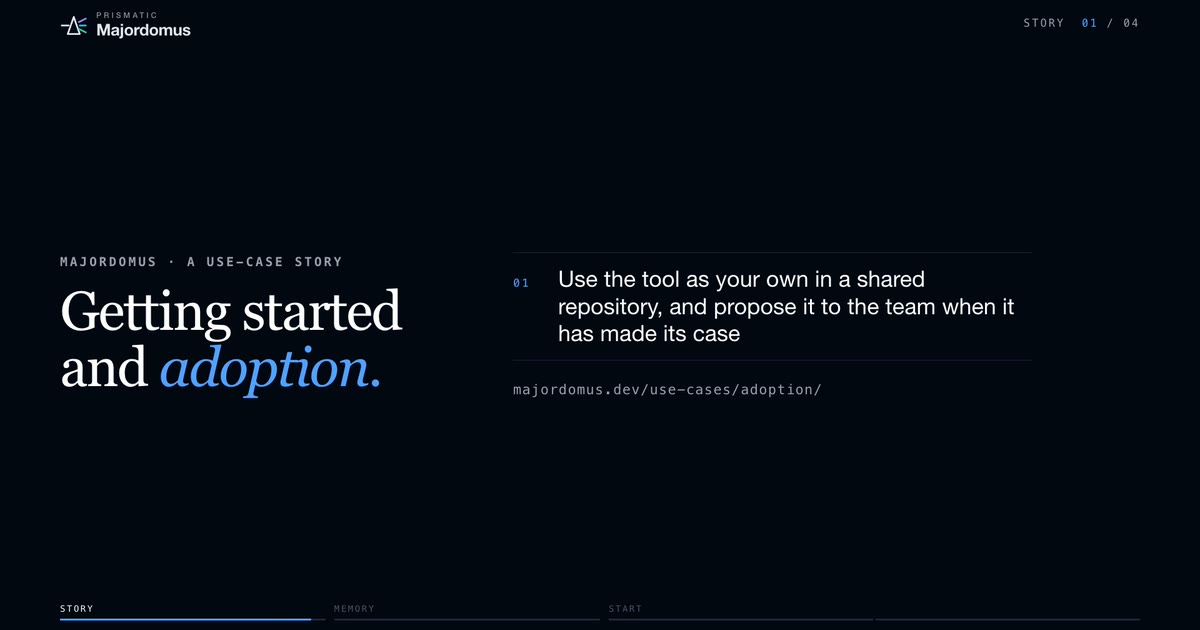 PRISMATIC
Majordomus
STORY 01 / 04
MAJORDOMUS · A USE-CASE STORY
Getting started
and adoption.
01
Use the tool as your own in a shared
repository, and propose it to the team when it
has made its case
majordomus.dev/use-cases/adoption/
STORY
MEMORY
START